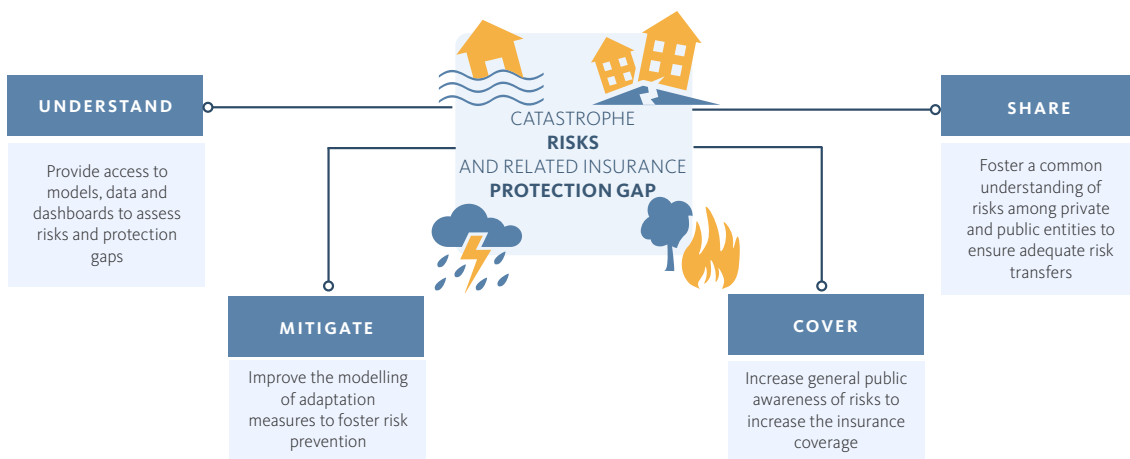 UNDERSTAND
Provide access to
models, data and
dashboards to assess
risks and protection
gaps
MITIGATE
Improve the modelling
of adaptation
measures to foster risk
prevention
CATASTROPHE
RISKS
AND RELATED INSURANCE
PROTECTION GAP
COVER
Increase general public
awareness of risks to
increase the insurance
coverage
SHARE
Foster a common
understanding of
risks among private
and public entities to
ensure adequate risk
transfers